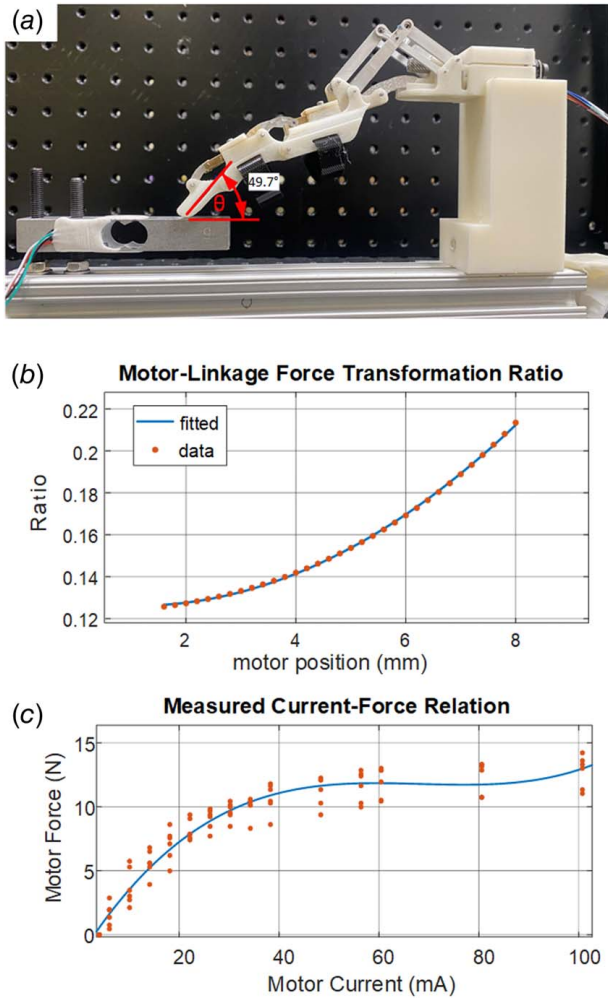 (a)
49.7°
θ
(b)
Motor-Linkage Force Transformation Ratio
0.22
0.2
0.18
0.16
0.14
0.12
Ratio
fitted
data
2
4
6
8
motor position (mm)
(c)
Measured Current-Force Relation
15
10
5
0
Motor Force (N)
20
40
60
80
100
Motor Current (mA)